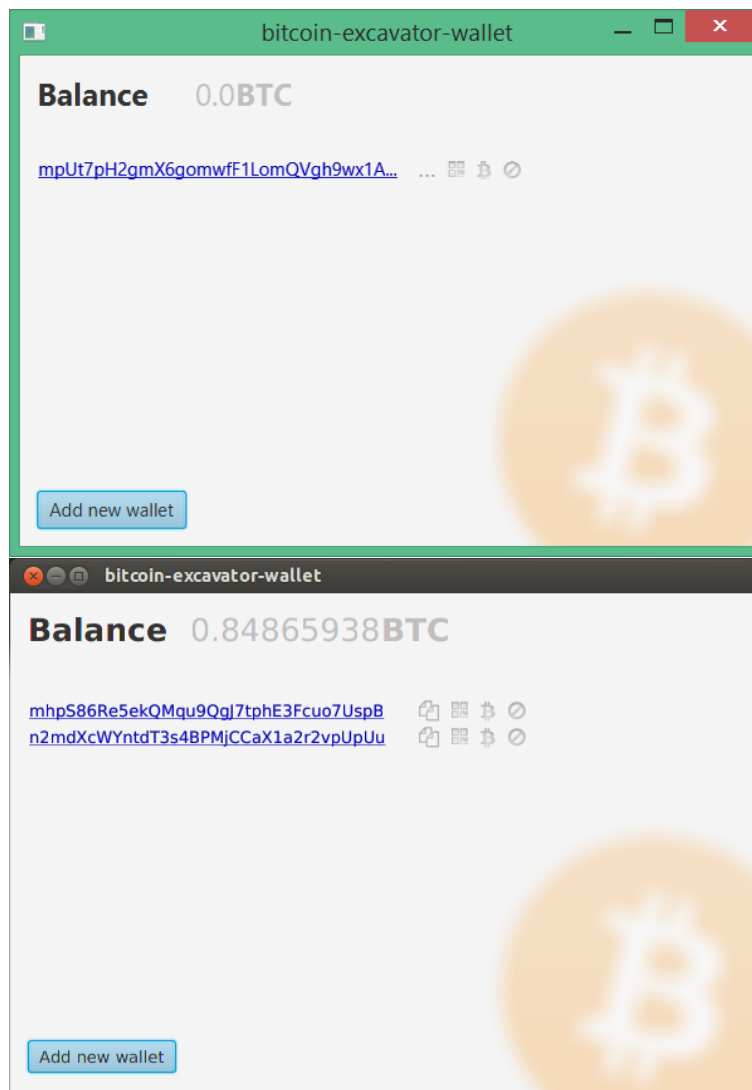 bitcoin-excavator-wallet
Balance 0.0BTC
mpUt7pH2gmX6gomwfF1LomQVgh9wx1A... ...
Add new wallet
bitcoin-excavator-wallet
Balance 0.84865938BTC
mhpS86Re5ekQMqu9QgJ7tphE3Fcuo7UspB
n2mdXcWYntdT3s4BPMjCCaX1a2r2vpUpUu
Add new wallet